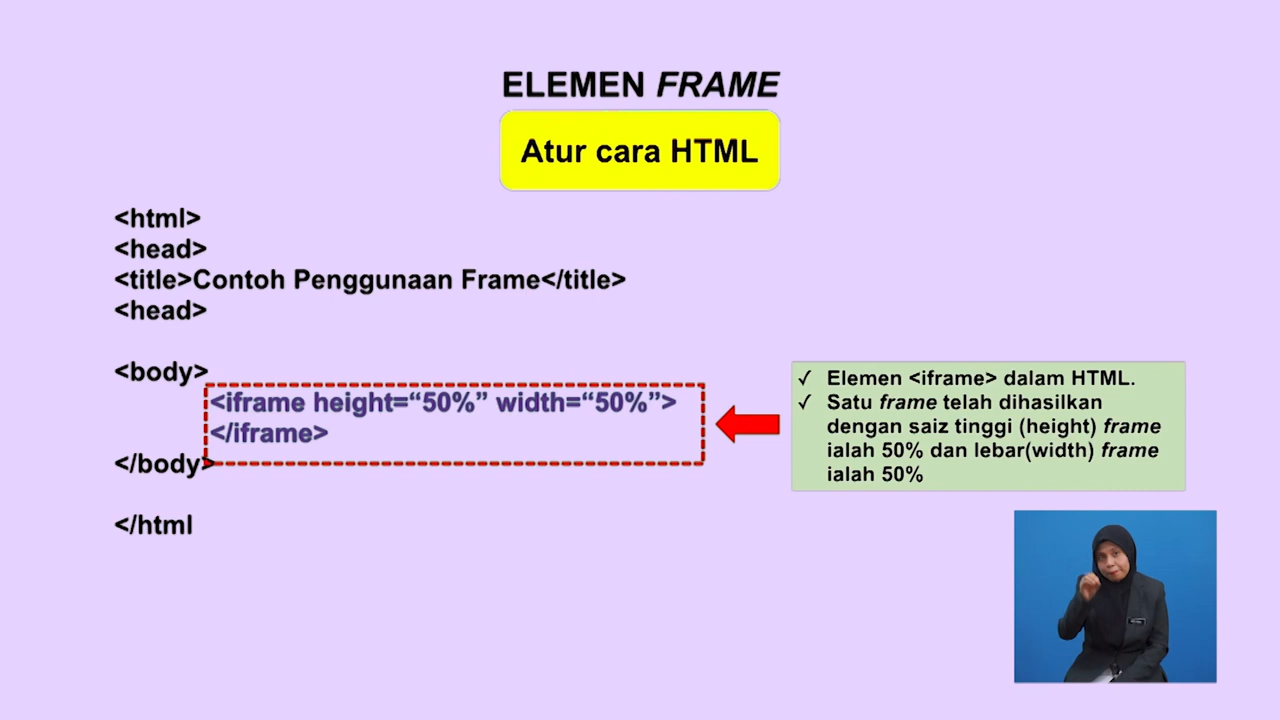 ELEMEN FRAME
Atur cara HTML
<html>
<head>
<title>Contoh Penggunaan Frame</title>
<head>
<body>
<iframe height=“50%” width=“50%”>
</iframe>
</body>
</html
✓ Elemen <iframe> dalam HTML.
✓ Satu frame telah dihasilkan
dengan saiz tinggi (height) frame
ialah 50% dan lebar(width) frame
ialah 50%